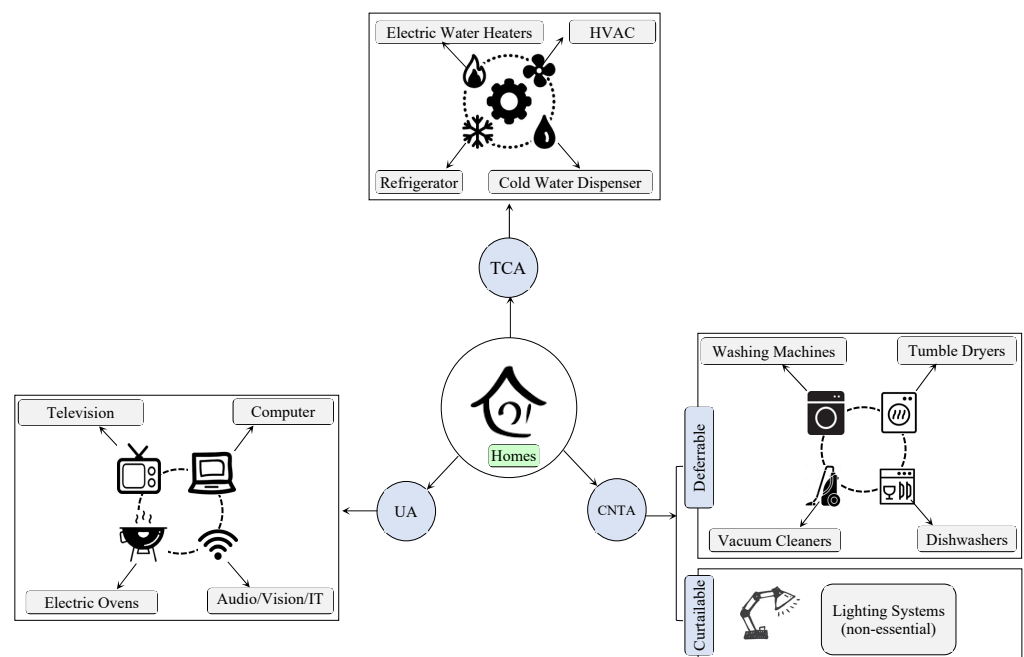 Electric Water Heaters
HVAC
Refrigerator
Cold Water Dispenser
TCA
Homes
UA
CNTA
Television
Computer
Electric Ovens
Audio/Vision/IT
Deferrable
Washing Machines
Tumble Dryers
Vacuum Cleaners
Dishwashers
Curtailable
Lighting Systems
(non-essential)